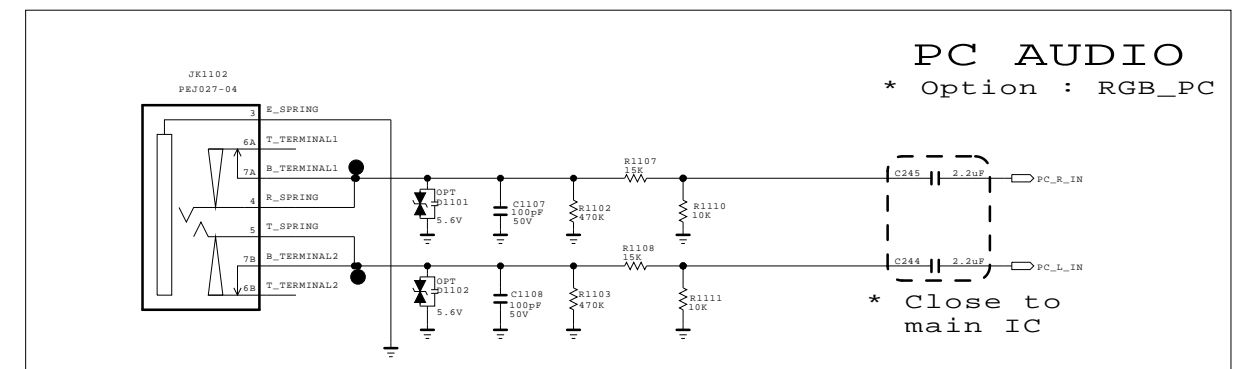 PC AUDIO
* Option : RGB_PC
JK1102
PEJ027-04
3 E_SPRING
6A T_TERMINAL1
7A B_TERMINAL1
4 R_SPRING
5 T_SPRING
7B B_TERMINAL2
6B T_TERMINAL2
OPT
D1101
5.6V
C1107
100pF
50V
R1102
470K
R1107
15K
R1110
10K
C245 2.2uF
PC_R_IN
OPT
D1102
5.6V
C1108
100pF
50V
R1103
470K
R1108
15K
R1111
10K
C244 2.2uF
PC_L_IN
* Close to
main IC